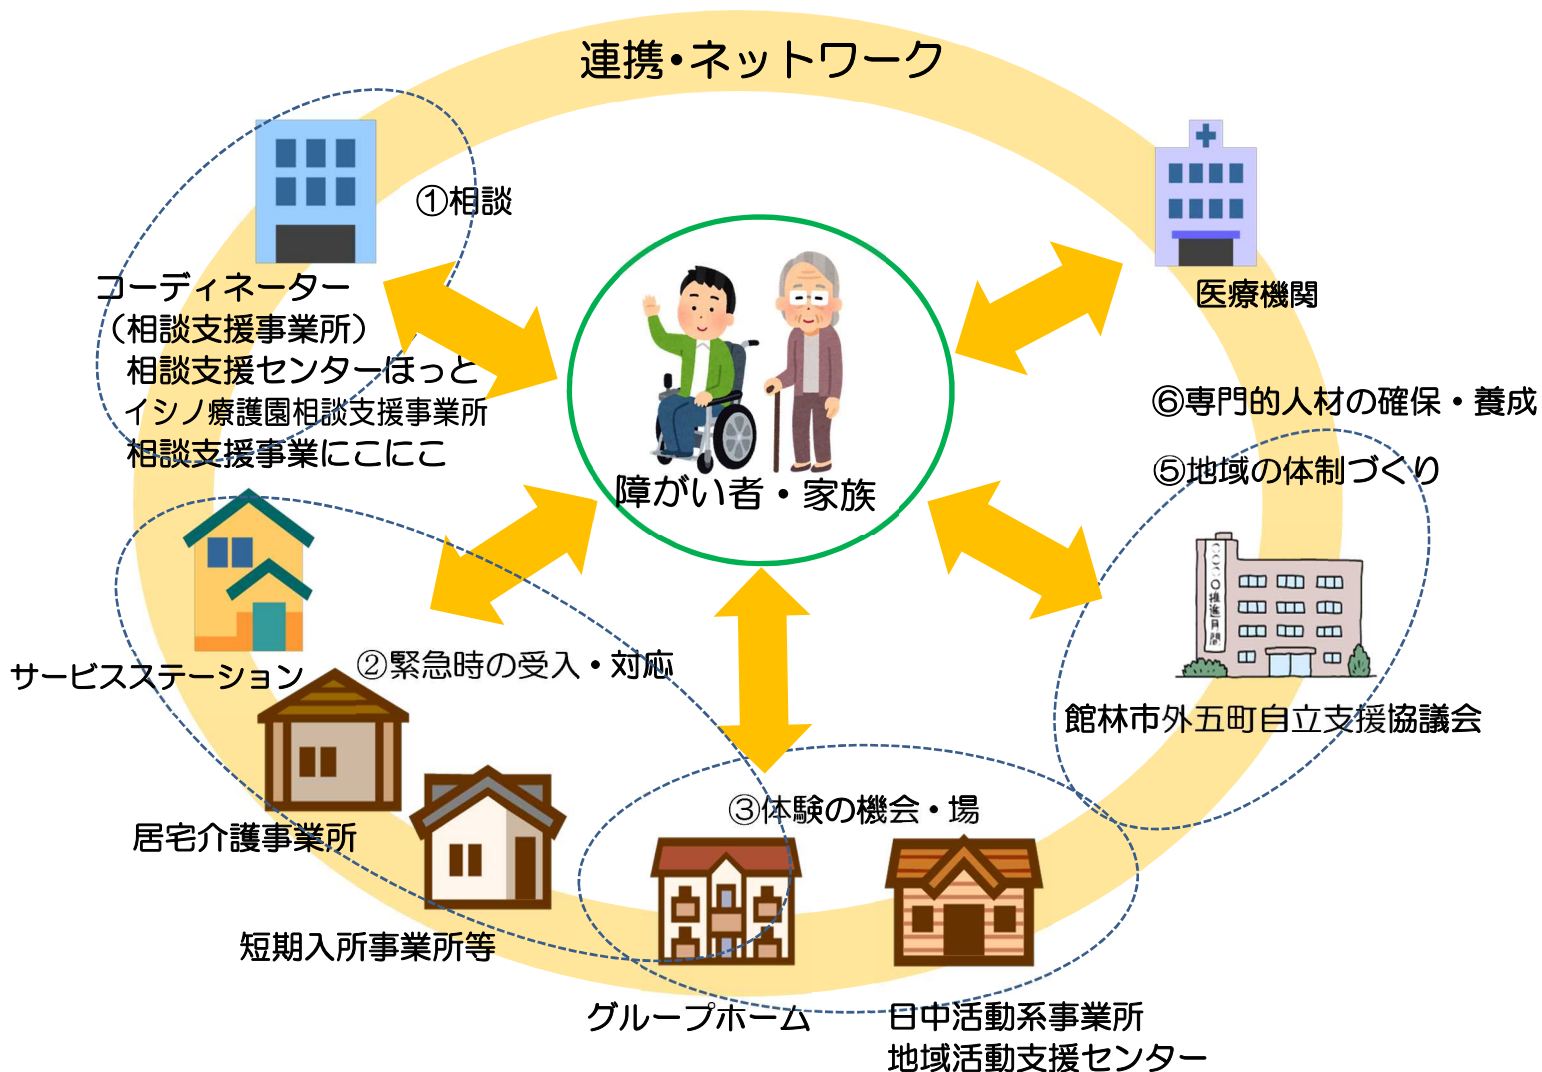 連携・ネットワーク
①相談
コーディネーター
（相談支援事業所）
相談支援センターほっと
イシノ療護園相談支援事業所
相談支援事業にこにこ
医療機関
⑥専門的人材の確保・養成
⑤地域の体制づくり
障がい者・家族
〇〇〇〇推進月間
サービスステーション
②緊急時の受入・対応
館林市外五町自立支援協議会
居宅介護事業所
③体験の機会・場
短期入所事業所等
グループホーム
日中活動系事業所
地域活動支援センター